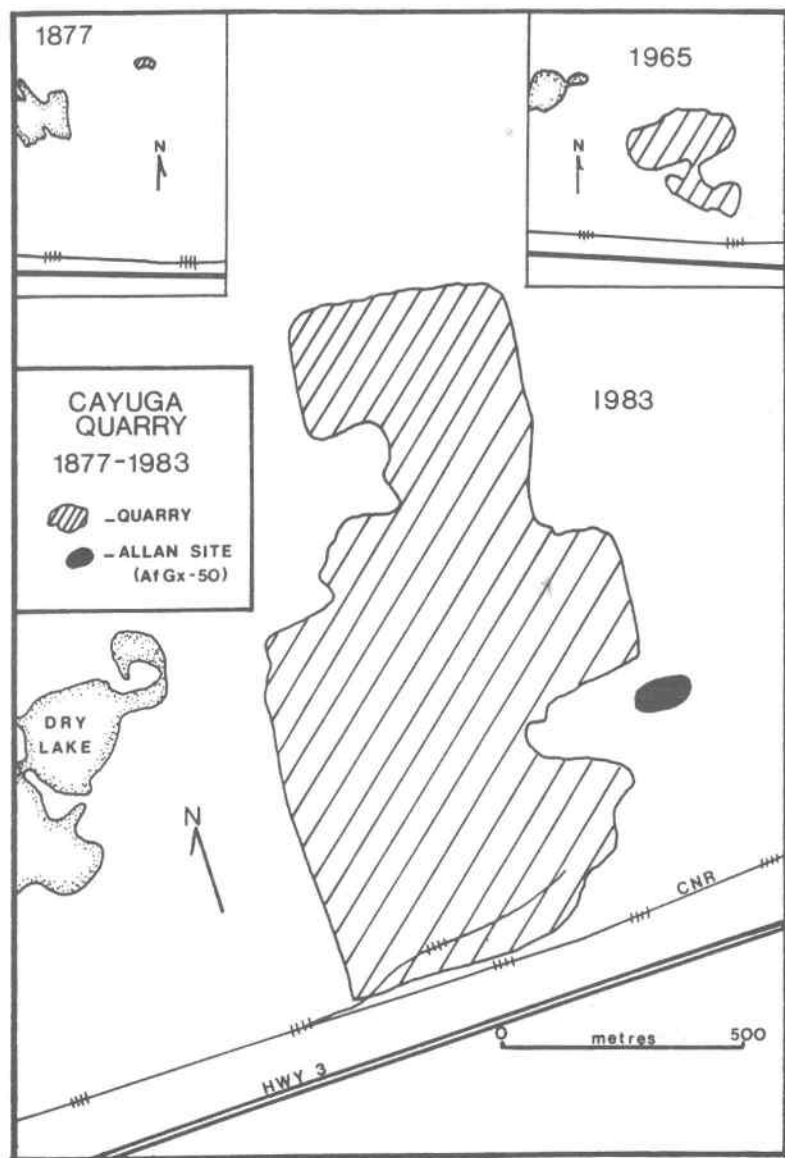 1877
N
1965
N
CAYUGA
QUARRY
1877-1983
-QUARRY
-ALLAN SITE
(AfGx-50)
1983
DRY
LAKE
N
CNR
HWY 3
0 metres 500